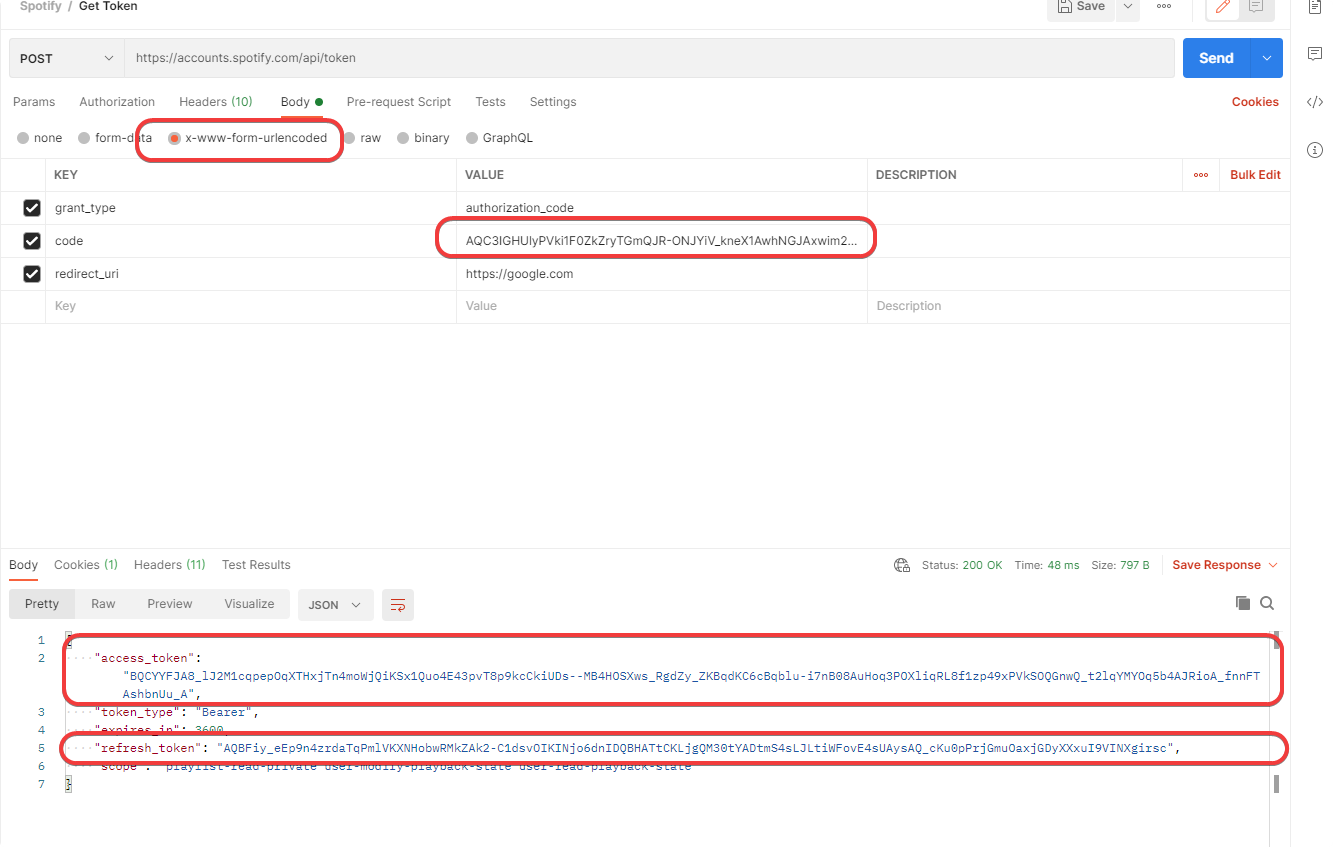 Spotify / Get Token
Save
POST
https://accounts.spotify.com/api/token
Send
Params Authorization Headers (10) Body Pre-request Script Tests Settings Cookies
none form-data x-www-form-urlencoded raw binary GraphQL
KEY VALUE DESCRIPTION Bulk Edit
grant_type authorization_code
code AQC3IGHUlyPVki1F0ZkZryTGmQJR-ONJYiV_kneX1AwhNGJAxwim2...
redirect_uri https://google.com
Key Value Description
Body Cookies (1) Headers (11) Test Results Status: 200 OK Time: 48 ms Size: 797 B Save Response
Pretty Raw Preview Visualize JSON
1 {
2 "access_token":
"BQCYYFJA8_lJ2M1cqpepOqXTHxjTn4moWjQiKSx1Quo4E43pvT8p9kcCkiUDs--MB4HOSXws_RgdZy_ZKBqdKC6cBqblu-i7nB08AuHoq3POXliqRL8f1zp49xPVkSOQGnwQ_t2lqYMYOq5b4AJRioA_fnnFT
AshbnUu_A",
3 "token_type": "Bearer",
4 "expires_in": 3600,
5 "refresh_token": "AQBFiy_eEp9n4zrdaTqPmlVKXNHobwRMkZAk2-C1dsvOIKINjo6dnIDQBHATtCKLjgQM30tYADtmS4sLJLtiWFovE4sUAysAQ_cKu0pPrjGmuOaxjGDyXXxuI9VINXgirsc",
6 "scope": "playlist-read-private user-modify-playback-state user-read-playback-state"
7 }